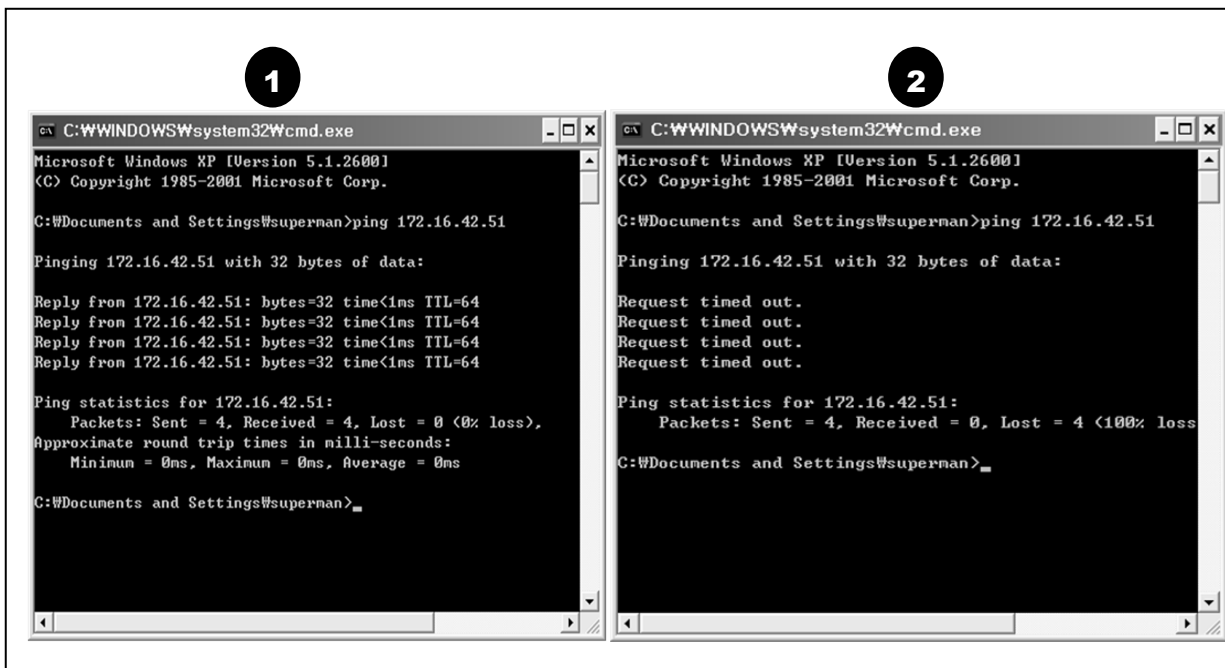 1
C:₩WINDOWS₩system32₩cmd.exe
Microsoft Windows XP [Version 5.1.2600]
(C) Copyright 1985-2001 Microsoft Corp.
C:₩Documents and Settings₩superman>ping 172.16.42.51
Pinging 172.16.42.51 with 32 bytes of data:
Reply from 172.16.42.51: bytes=32 time<1ms TTL=64
Reply from 172.16.42.51: bytes=32 time<1ms TTL=64
Reply from 172.16.42.51: bytes=32 time<1ms TTL=64
Reply from 172.16.42.51: bytes=32 time<1ms TTL=64
Ping statistics for 172.16.42.51:
Packets: Sent = 4, Received = 4, Lost = 0 (0% loss),
Approximate round trip times in milli-seconds:
Minimum = 0ms, Maximum = 0ms, Average = 0ms
C:₩Documents and Settings₩superman>_
2
C:₩WINDOWS₩system32₩cmd.exe
Microsoft Windows XP [Version 5.1.2600]
(C) Copyright 1985-2001 Microsoft Corp.
C:₩Documents and Settings₩superman>ping 172.16.42.51
Pinging 172.16.42.51 with 32 bytes of data:
Request timed out.
Request timed out.
Request timed out.
Request timed out.
Ping statistics for 172.16.42.51:
Packets: Sent = 4, Received = 0, Lost = 4 (100% loss
C:₩Documents and Settings₩superman>_